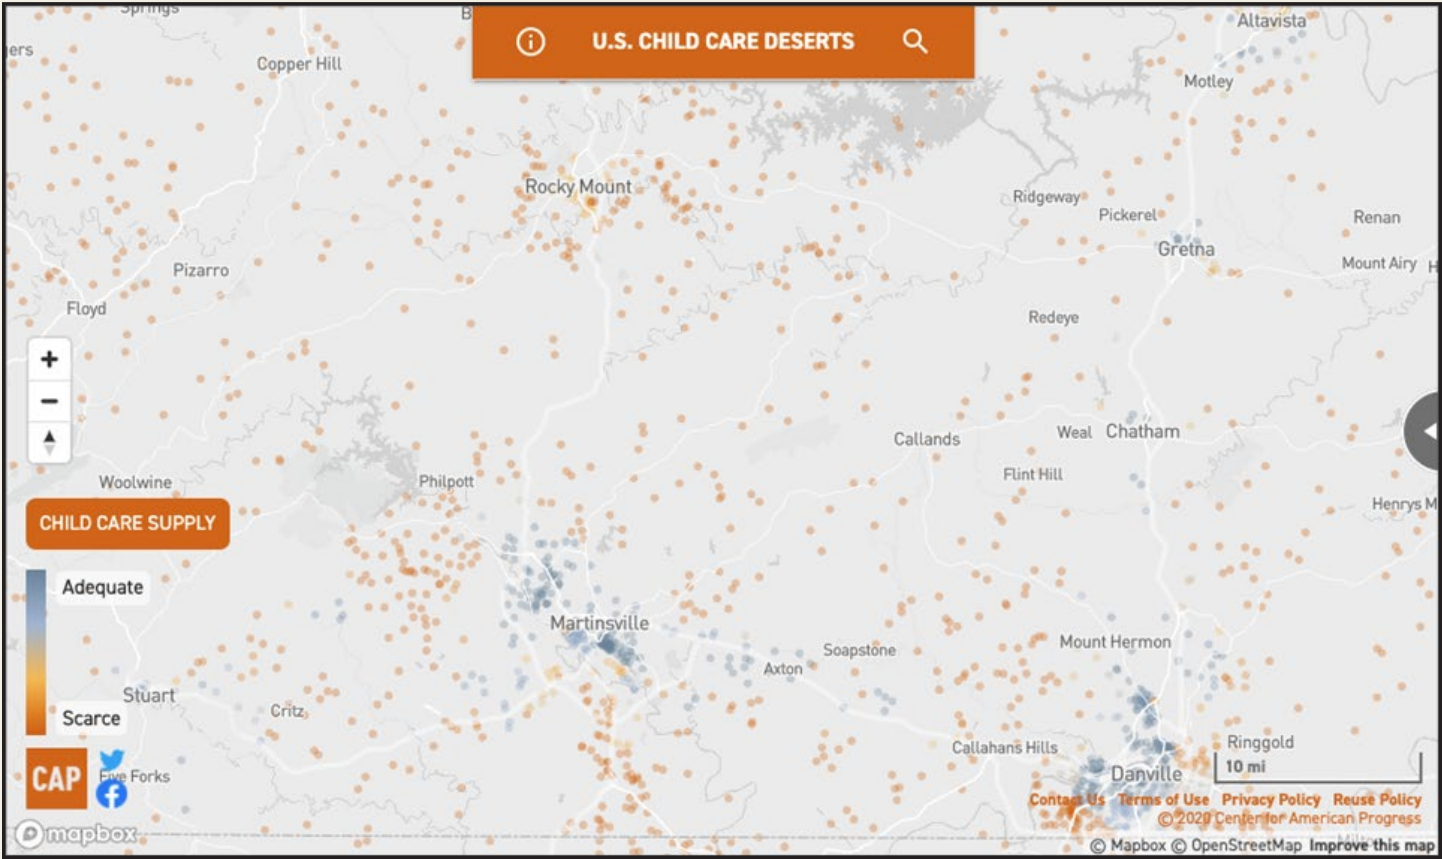 Springs
Altavista
U.S. CHILD CARE DESERTS
Copper Hill
Motley
Rocky Mount
Ridgeway
Pickerel
Renan
Gretna
Mount Airy
Pizarro
Floyd
Redeye
+
−
Callands
Weal
Chatham
Flint Hill
Woolwine
Philpott
Henrys M
CHILD CARE SUPPLY
Adequate
Martinsville
Mount Hermon
Soapstone
Axton
Stuart
Critz
Scarce
Callahans Hills
Ringgold
10 mi
CAP
Five Forks
Danville
Contact Us Terms of Use Privacy Policy Reuse Policy
© 2020 Center for American Progress
mapbox
© Mapbox © OpenStreetMap Improve this map